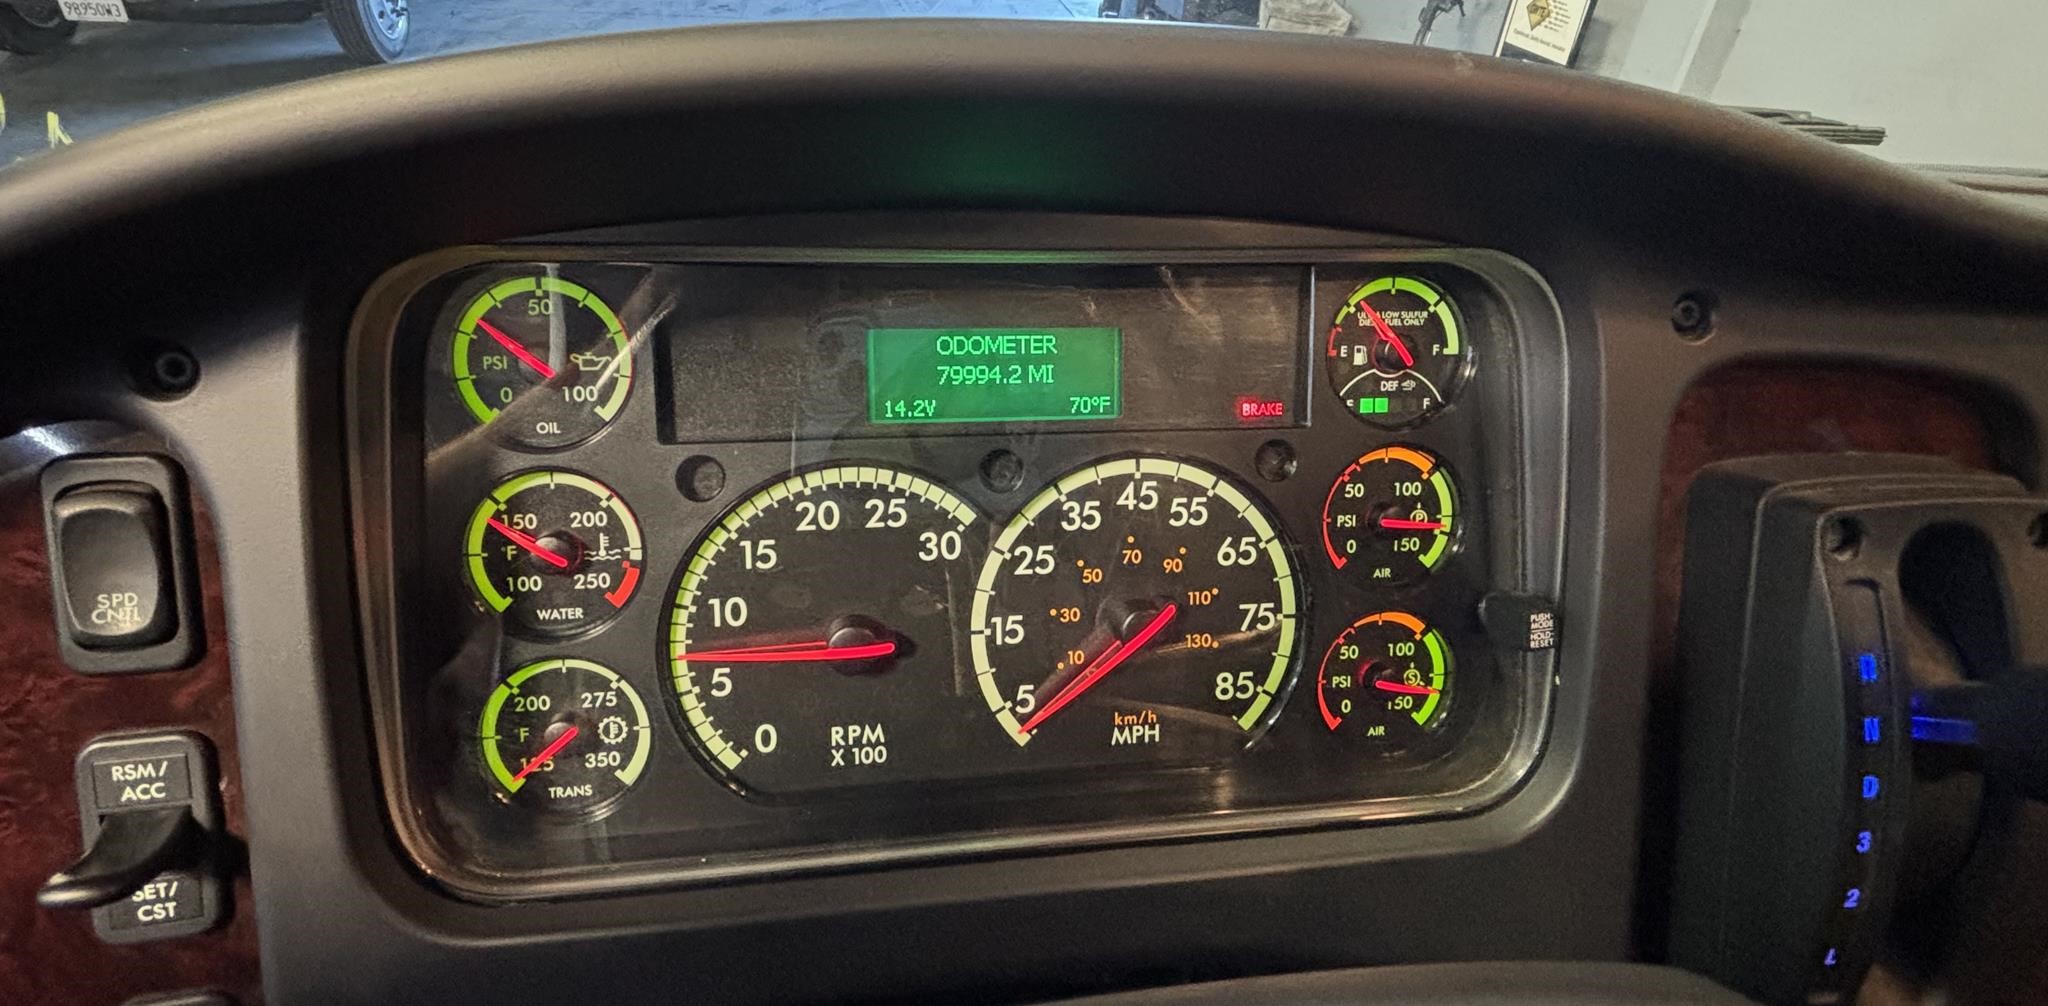 98950W3
ODOMETER
79994.2 MI
14.2V 70°F
BRAKE
50
PSI
0 100
OIL
150 200
°F
100 250
WATER
200 275
°F
125 350
TRANS
0 5 10 15 20 25 30
RPM
X 100
5 15 25 35 45 55 65 75 85
10 30 50 70 90 110 130
km/h
MPH
ULTRA LOW SULFUR
DIESEL FUEL ONLY
E F
DEF
E F
50 100
PSI P
0 150
AIR
50 100
PSI S
0 150
AIR
PUSH-
MODE
HOLD-
RESET
SPD
CNTL
RSM/
ACC
SET/
CST
N
D
3
2